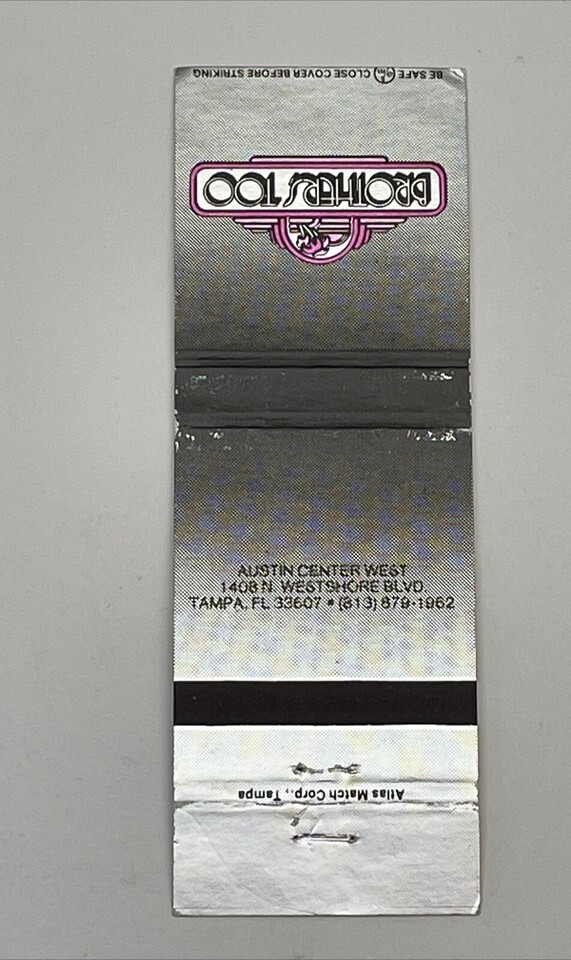 BE SAFE CLOSE COVER BEFORE STRIKING
BROTHERS TOO
AUSTIN CENTER WEST
1408 N. WESTSHORE BLVD.
TAMPA, FL 33607 * (813) 879-1962
Atlas Match Corp., Tampa